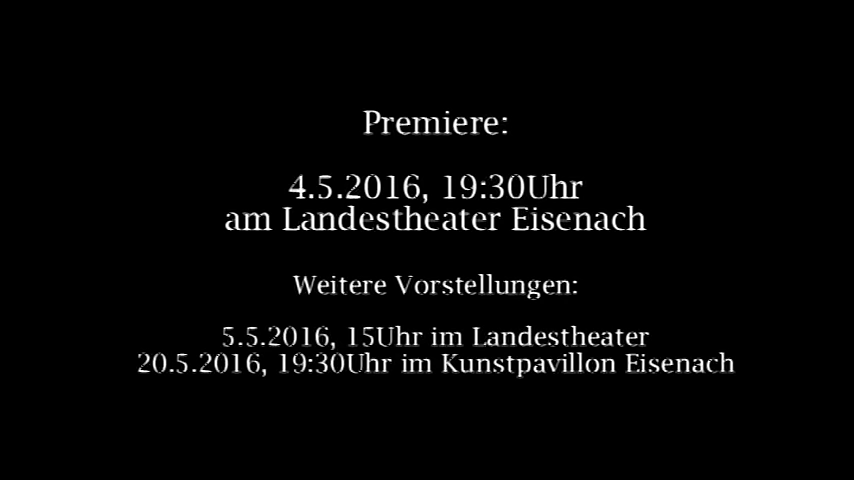 Premiere:
4.5.2016, 19:30Uhr
am Landestheater Eisenach
Weitere Vorstellungen:
5.5.2016, 15Uhr im Landestheater
20.5.2016, 19:30Uhr im Kunstpavillon Eisenach